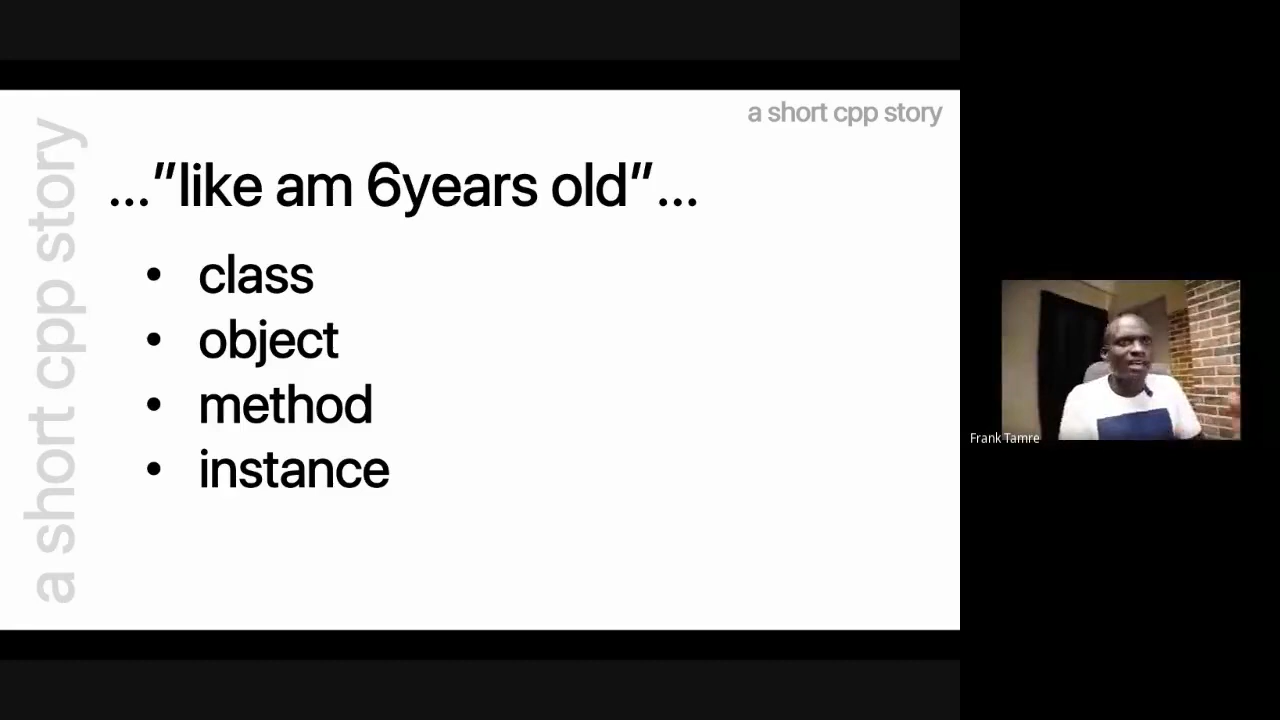 a short cpp story
a short cpp story
..."like am 6years old"...
• class
• object
• method
• instance
Frank Tamre